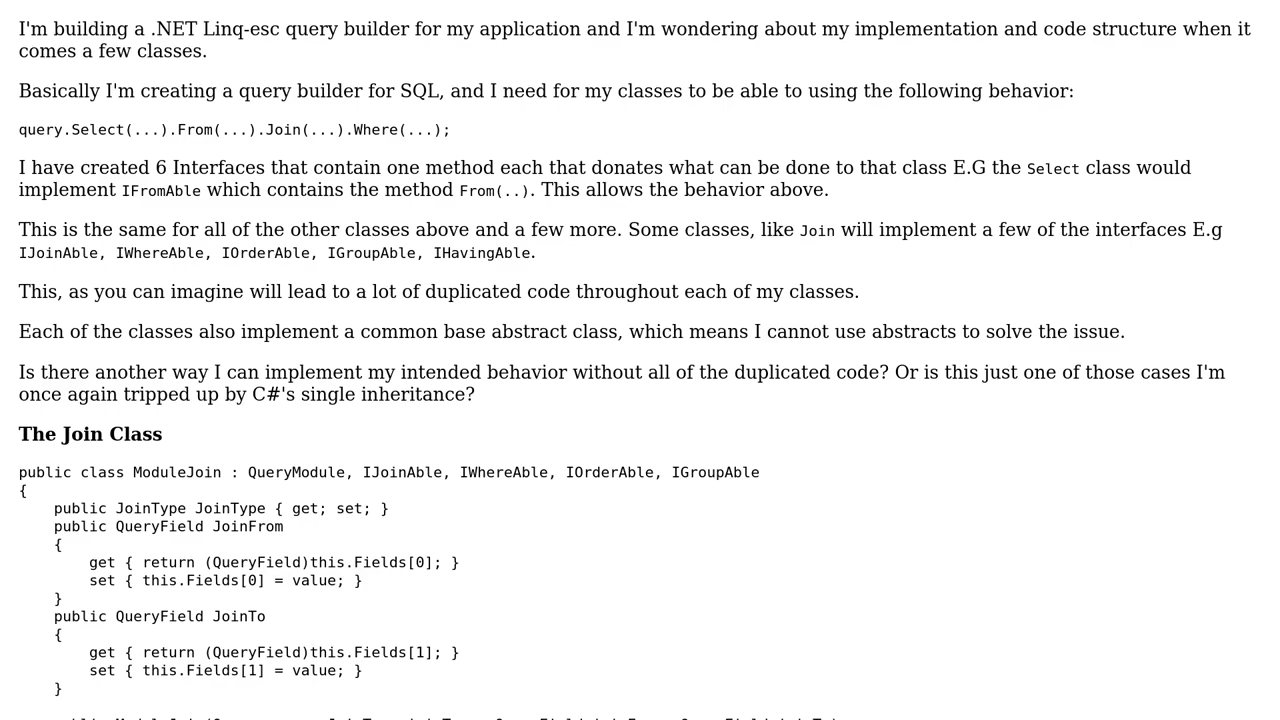 I'm building a .NET Linq-esc query builder for my application and I'm wondering about my implementation and code structure when it
comes a few classes.
Basically I'm creating a query builder for SQL, and I need for my classes to be able to using the following behavior:
query.Select(...).From(...).Join(...).Where(...);
I have created 6 Interfaces that contain one method each that donates what can be done to that class E.G the Select class would
implement IFromAble which contains the method From(..). This allows the behavior above.
This is the same for all of the other classes above and a few more. Some classes, like Join will implement a few of the interfaces E.g
IJoinAble, IWhereAble, IOrderAble, IGroupAble, IHavingAble.
This, as you can imagine will lead to a lot of duplicated code throughout each of my classes.
Each of the classes also implement a common base abstract class, which means I cannot use abstracts to solve the issue.
Is there another way I can implement my intended behavior without all of the duplicated code? Or is this just one of those cases I'm
once again tripped up by C#'s single inheritance?
The Join Class
public class ModuleJoin : QueryModule, IJoinAble, IWhereAble, IOrderAble, IGroupAble
{
    public JoinType JoinType { get; set; }
    public QueryField JoinFrom
    {
        get { return (QueryField)this.Fields[0]; }
        set { this.Fields[0] = value; }
    }
    public QueryField JoinTo
    {
        get { return (QueryField)this.Fields[1]; }
        set { this.Fields[1] = value; }
    }